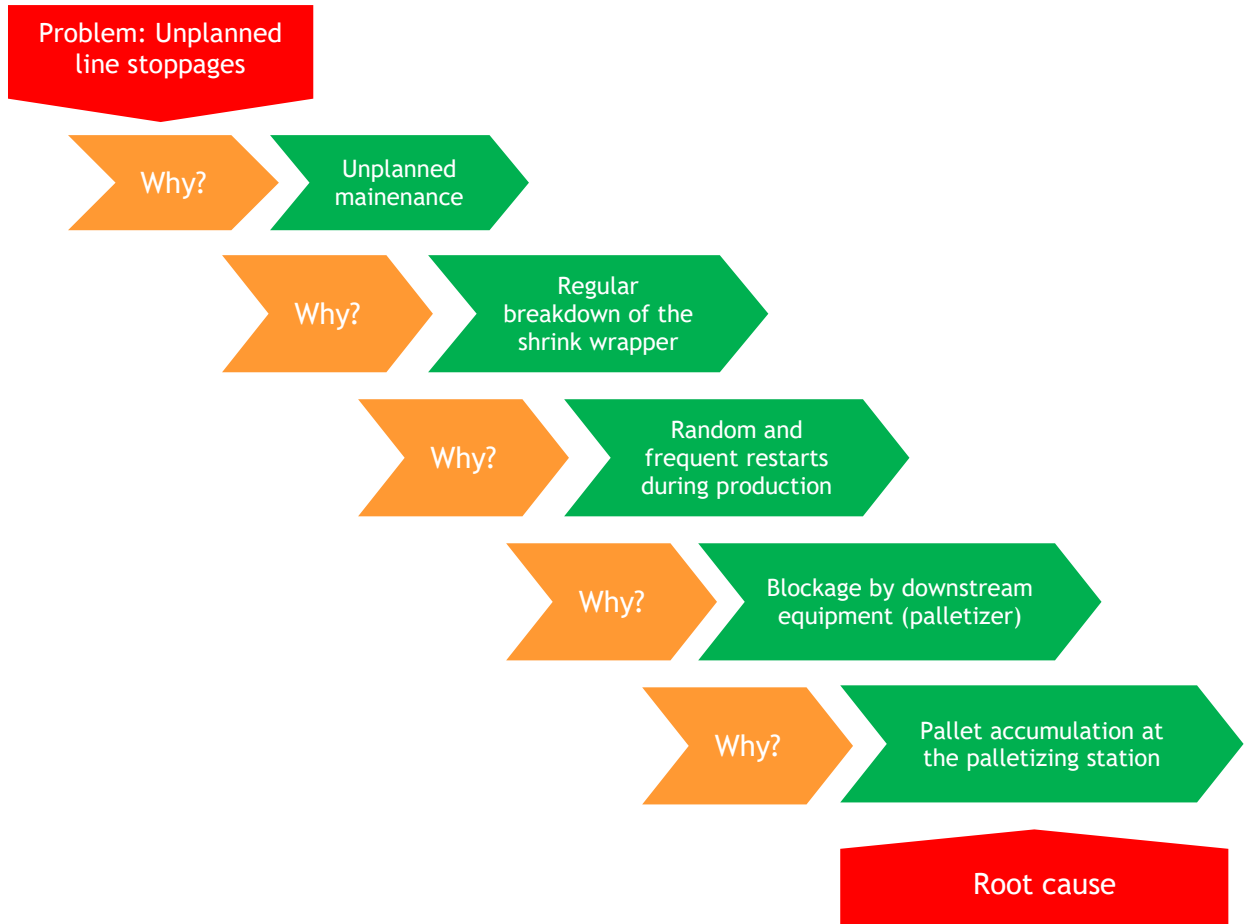 Problem: Unplanned
line stoppages
Why?
Unplanned
mainenance
Why?
Regular
breakdown of the
shrink wrapper
Why?
Random and
frequent restarts
during production
Why?
Blockage by downstream
equipment (palletizer)
Why?
Pallet accumulation at
the palletizing station
Root cause